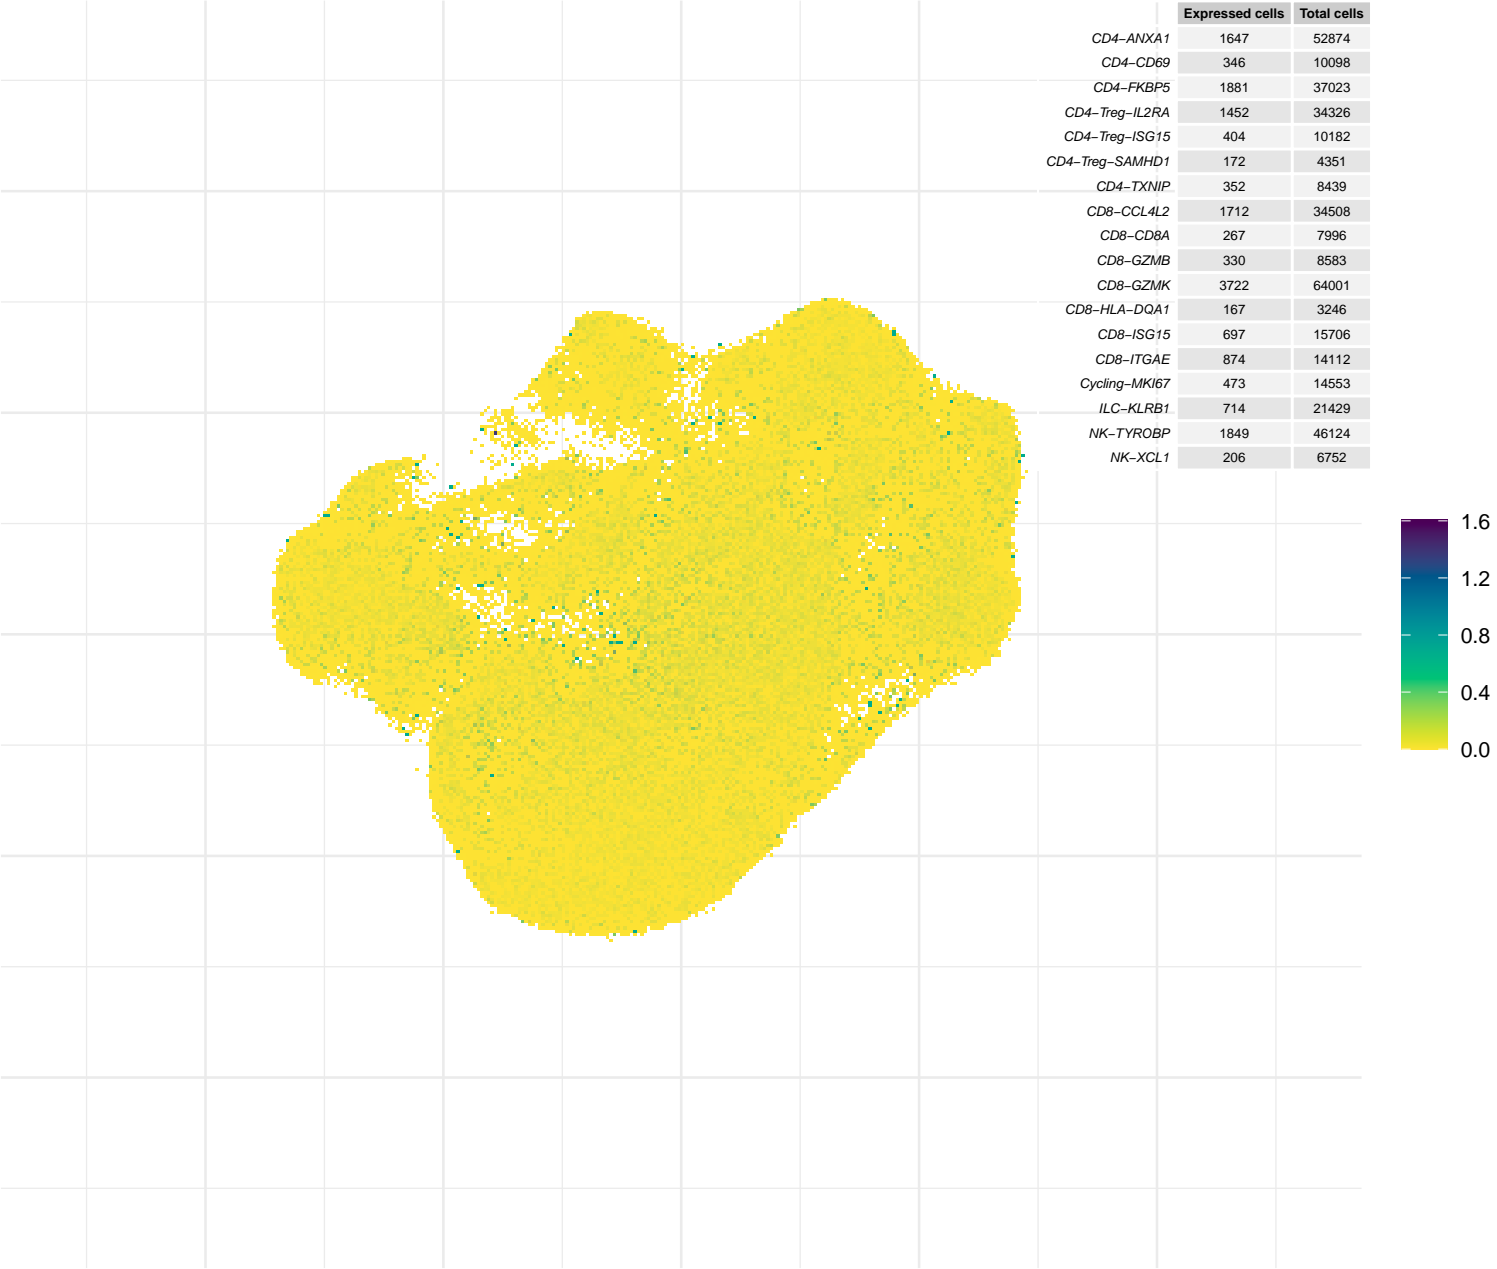 Expressed cells Total cells
CD4−ANXA1 1647 52874
CD4−CD69 346 10098
CD4−FKBP5 1881 37023
CD4−Treg−IL2RA 1452 34326
CD4−Treg−ISG15 404 10182
CD4−Treg−SAMHD1 172 4351
CD4−TXNIP 352 8439
CD8−CCL4L2 1712 34508
CD8−CD8A 267 7996
CD8−GZMB 330 8583
CD8−GZMK 3722 64001
CD8−HLA−DQA1 167 3246
CD8−ISG15 697 15706
CD8−ITGAE 874 14112
Cycling−MKI67 473 14553
ILC−KLRB1 714 21429
NK−TYROBP 1849 46124
NK−XCL1 206 6752
1.6
1.2
0.8
0.4
0.0